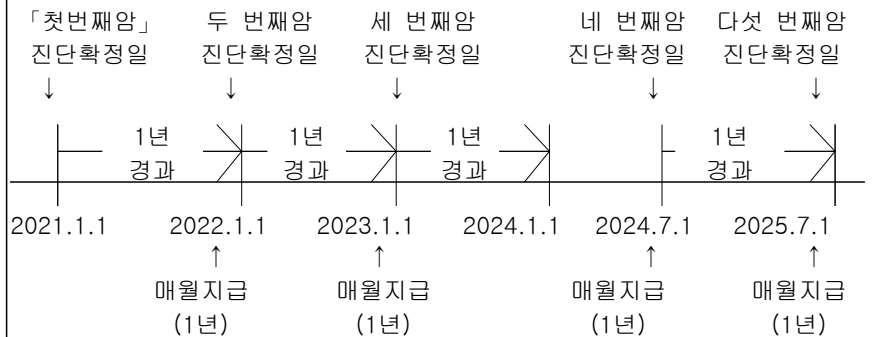 「첫번째암」 두 번째암 세 번째암 네 번째암 다섯 번째암
진단확정일 진단확정일 진단확정일 진단확정일 진단확정일
↓ ↓ ↓ ↓ ↓
1년 1년 1년 1년
경과 경과 경과 경과
2021.1.1 2022.1.1 2023.1.1 2024.1.1 2024.7.1 2025.7.1
↑ ↑ ↑ ↑
매월지급 매월지급 매월지급 매월지급
(1년) (1년) (1년) (1년)